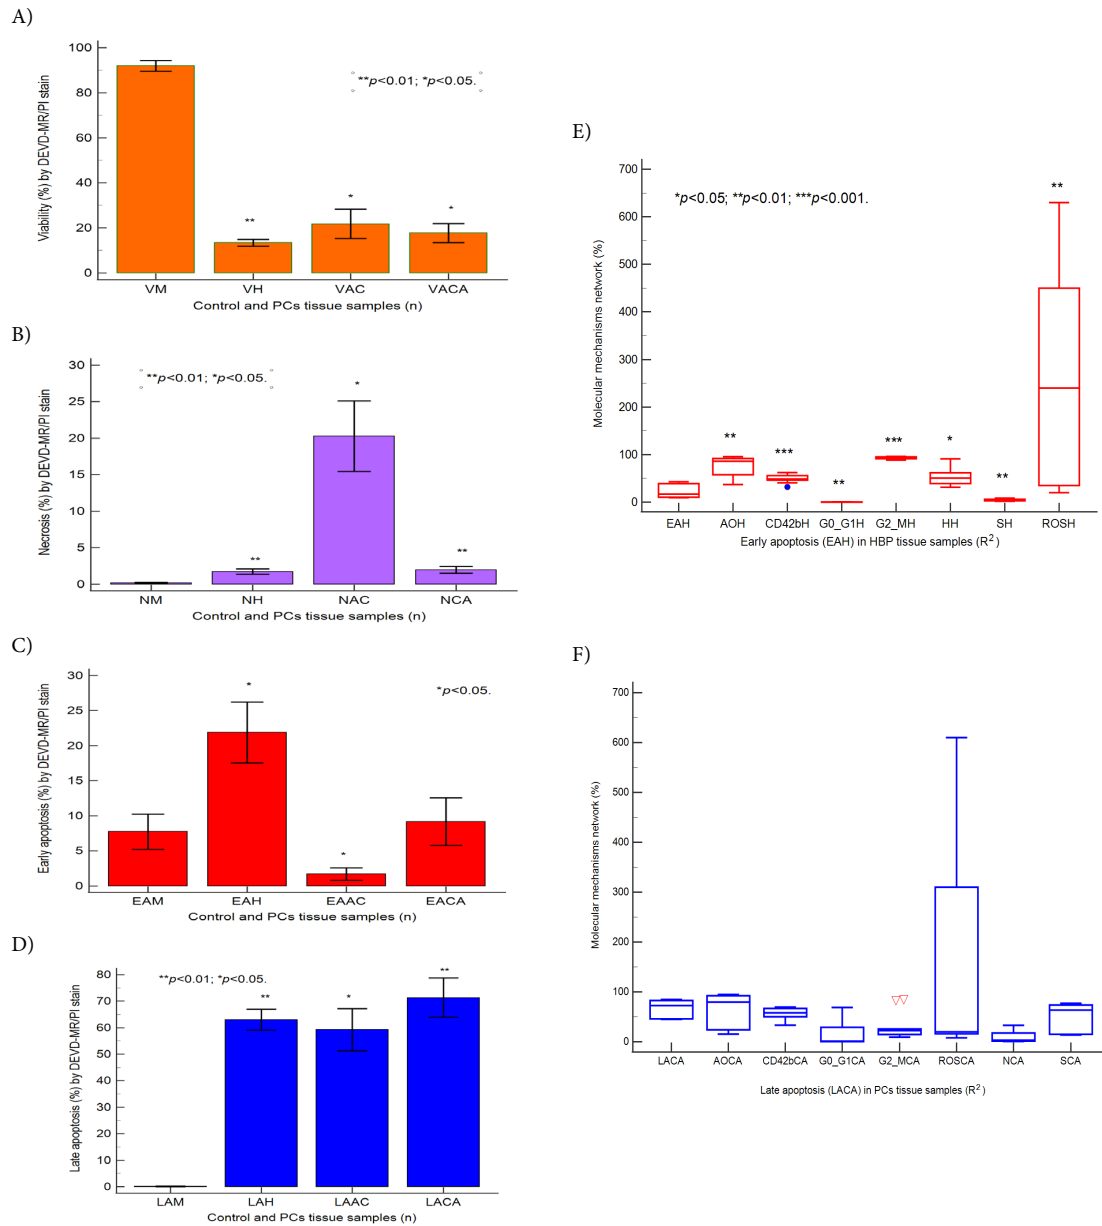 A)
Viability (%) by DEVD-MR/PI stain
100
80
60
40
20
0
**p<0.01; *p<0.05.
**
*
*
VM VH VAC VACA
Control and PCs tissue samples (n)
B)
Necrosis (%) by DEVD-MR/PI stain
30
25
20
15
10
5
0
**p<0.01; *p<0.05.
**
*
**
NM NH NAC NCA
Control and PCs tissue samples (n)
C)
Early apoptosis (%) by DEVD-MR/PI stain
30
25
20
15
10
5
0
*p<0.05.
*
*
EAM EAH EAAC EACA
Control and PCs tissue samples (n)
D)
Late apoptosis (%) by DEVD-MR/PI stain
80
70
60
50
40
30
20
10
0
**p<0.01; *p<0.05.
**
*
**
LAM LAH LAAC LACA
Control and PCs tissue samples (n)
E)
Molecular mechanisms network (%)
700
600
500
400
300
200
100
0
*p<0.05; **p<0.01; ***p<0.001.
**
***
**
***
*
**
**
EAH AOH CD42bH G0_G1H G2_MH HH SH ROSH
Early apoptosis (EAH) in HBP tissue samples (R²)
F)
Molecular mechanisms network (%)
700
600
500
400
300
200
100
0
LACA AOCA CD42bCA G0_G1CA G2_MCA ROSCA NCA SCA
Late apoptosis (LACA) in PCs tissue samples (R²)